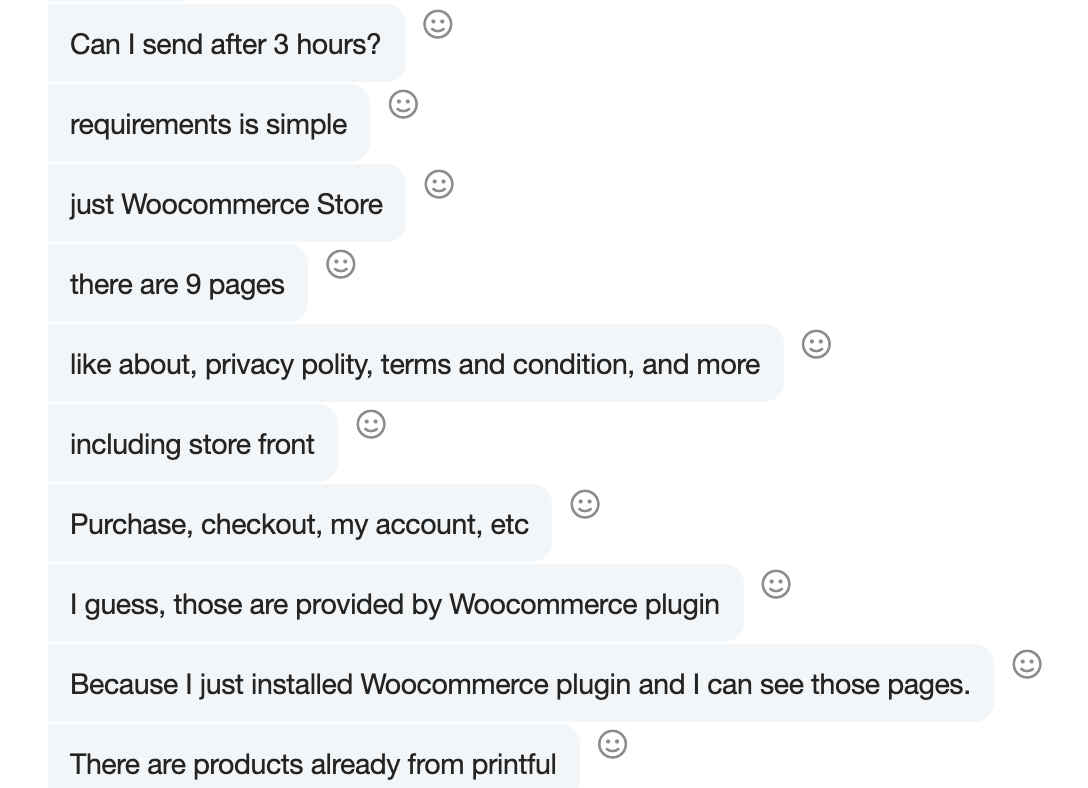 Can I send after 3 hours?
requirements is simple
just Woocommerce Store
there are 9 pages
like about, privacy polity, terms and condition, and more
including store front
Purchase, checkout, my account, etc
I guess, those are provided by Woocommerce plugin
Because I just installed Woocommerce plugin and I can see those pages.
There are products already from printful